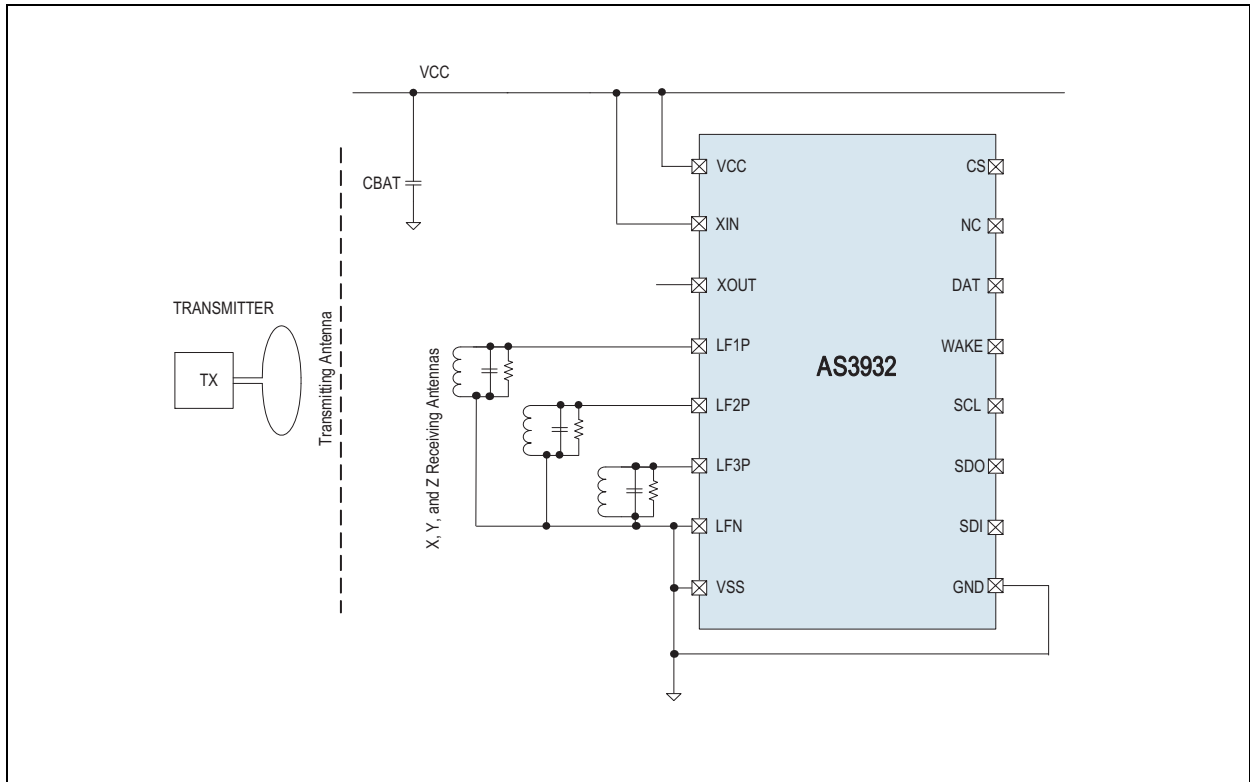 VCC
CBAT
TRANSMITTER
TX
Transmitting Antenna
X, Y, and Z Receiving Antennas
VCC
XIN
XOUT
LF1P
LF2P
LF3P
LFN
VSS
AS3932
CS
NC
DAT
WAKE
SCL
SDO
SDI
GND